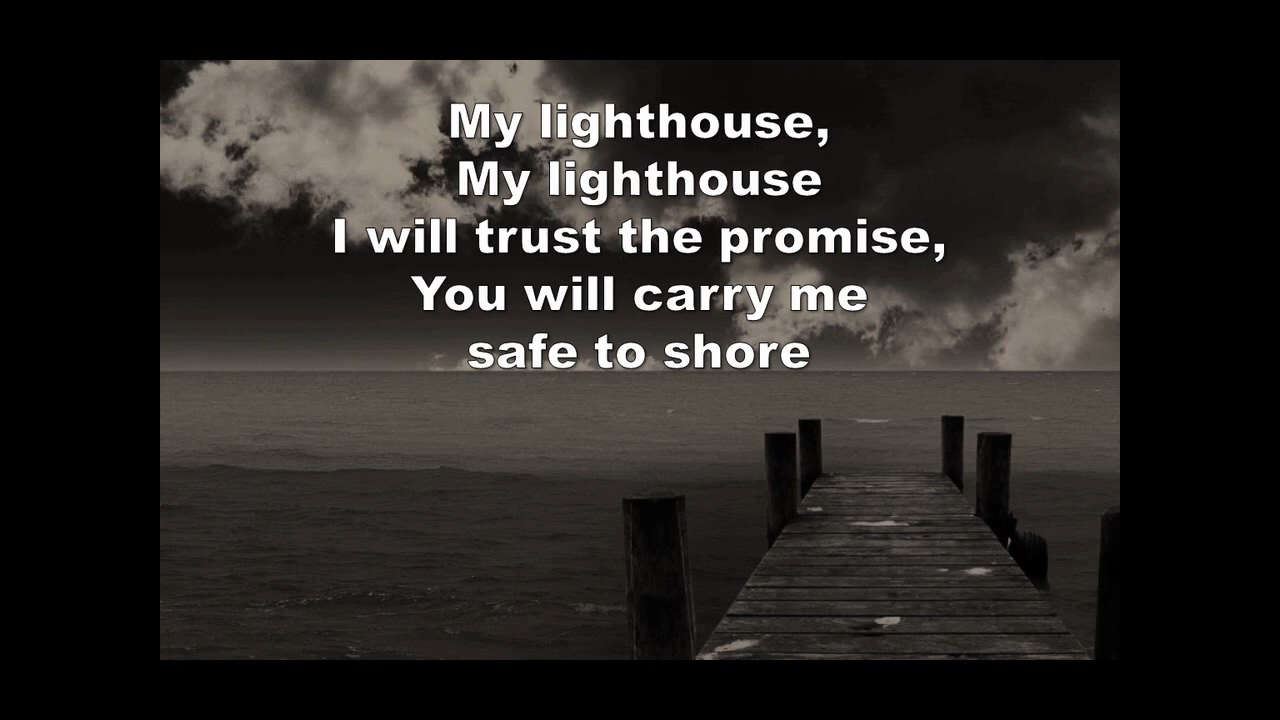 My lighthouse,
My lighthouse
I will trust the promise,
You will carry me
safe to shore